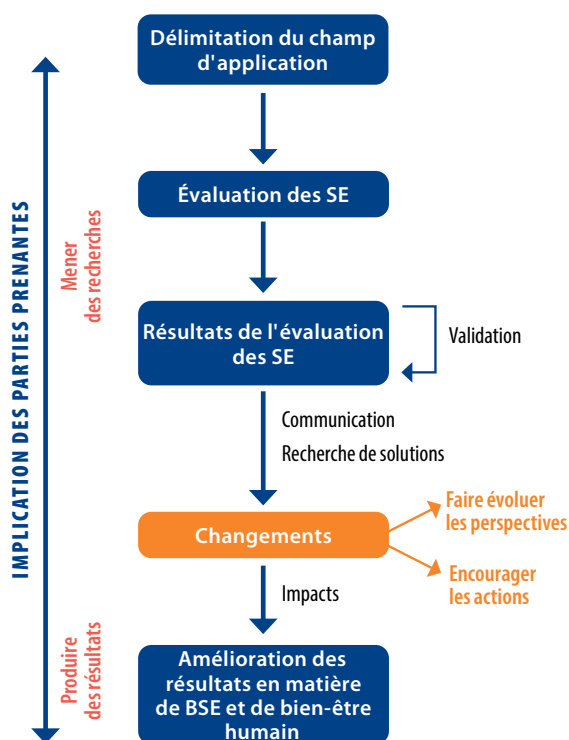 Délimitation du champ
d'application
IMPLICATION DES PARTIES PRENANTES
Mener
des recherches
Évaluation des SE
Résultats de l'évaluation
des SE
Validation
Communication
Recherche de solutions
Changements
Faire évoluer
les perspectives
Encourager
les actions
Impacts
Produire
des résultats
Amélioration des
résultats en matière
de BSE et de bien-être
humain